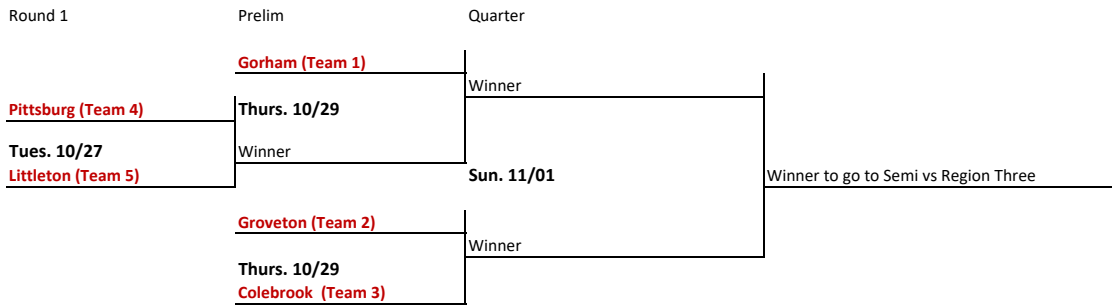 Round 1 Prelim Quarter
Gorham (Team 1)
Winner
Pittsburg (Team 4) Thurs. 10/29
Tues. 10/27 Winner
Littleton (Team 5) Sun. 11/01 Winner to go to Semi vs Region Three
Groveton (Team 2)
Winner
Thurs. 10/29
Colebrook (Team 3)